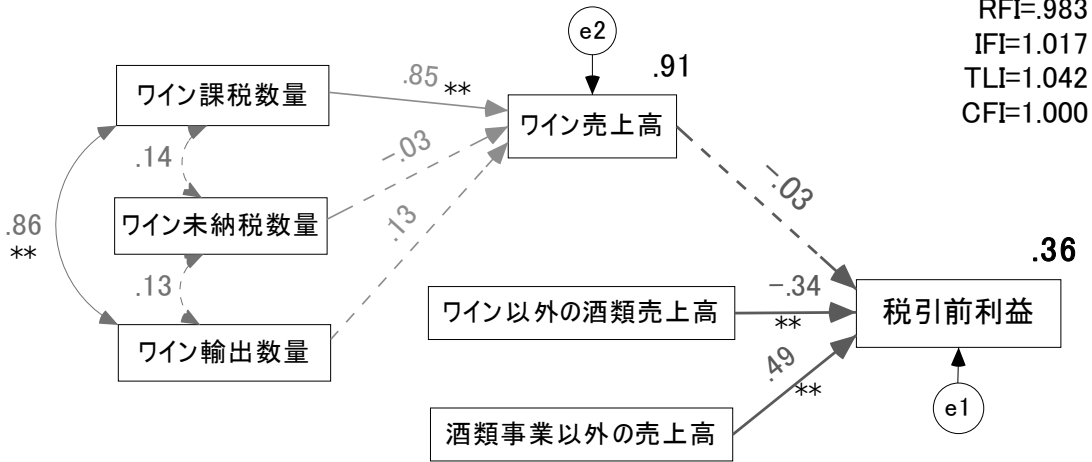 RFI=.983
IFI=1.017
TLI=1.042
CFI=1.000
e2
.91
.85
**
ワイン課税数量
ワイン売上高
.14
-.03
-.03
.86
**
ワイン未納税数量
.13
.13
.36
ワイン輸出数量
ワイン以外の酒類売上高
-.34
**
税引前利益
.49
**
e1
酒類事業以外の売上高